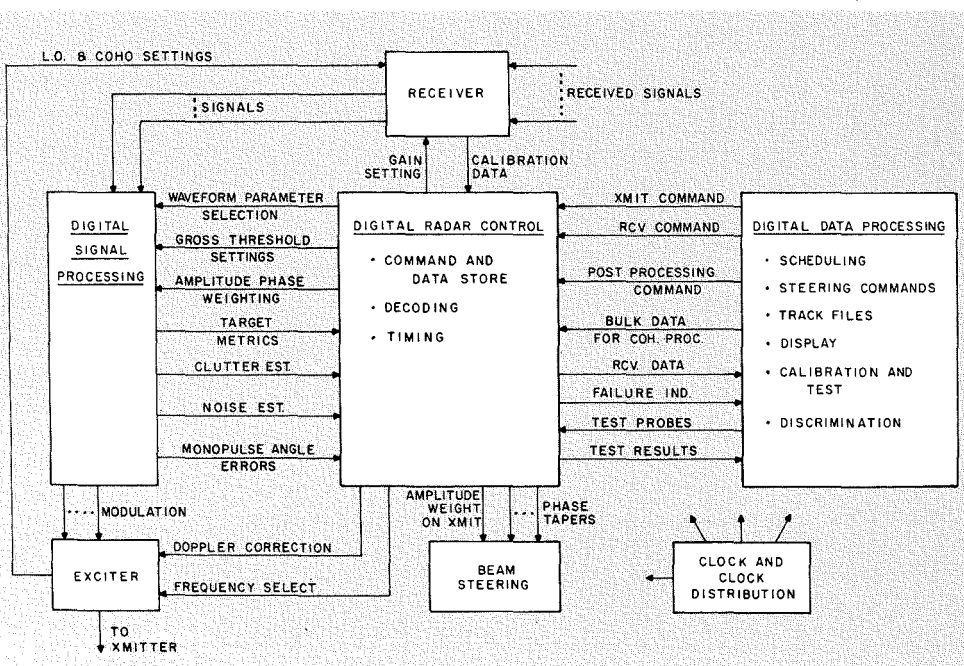 L.O. & COHO SETTINGS
RECEIVER
SIGNALS
RECEIVED SIGNALS
GAIN
SETTING
CALIBRATION
DATA
DIGITAL
SIGNAL
PROCESSING
WAVEFORM PARAMETER
SELECTION
GROSS THRESHOLD
SETTINGS
AMPLITUDE PHASE
WEIGHTING
TARGET
METRICS
CLUTTER EST.
NOISE EST.
MONOPULSE ANGLE
ERRORS
DIGITAL RADAR CONTROL
• COMMAND AND
DATA STORE
• DECODING
• TIMING
XMIT COMMAND
RCV COMMAND
POST PROCESSING
COMMAND
BULK DATA
FOR COH. PROC.
RCV. DATA
FAILURE IND.
TEST PROBES
TEST RESULTS
DIGITAL DATA PROCESSING
• SCHEDULING
• STEERING COMMANDS
• TRACK FILES
• DISPLAY
• CALIBRATION AND
TEST
• DISCRIMINATION
MODULATION
AMPLITUDE
WEIGHT
ON XMIT
PHASE
TAPERS
DOPPLER CORRECTION
FREQUENCY SELECT
EXCITER
BEAM
STEERING
CLOCK AND
CLOCK
DISTRIBUTION
TO
XMITTER